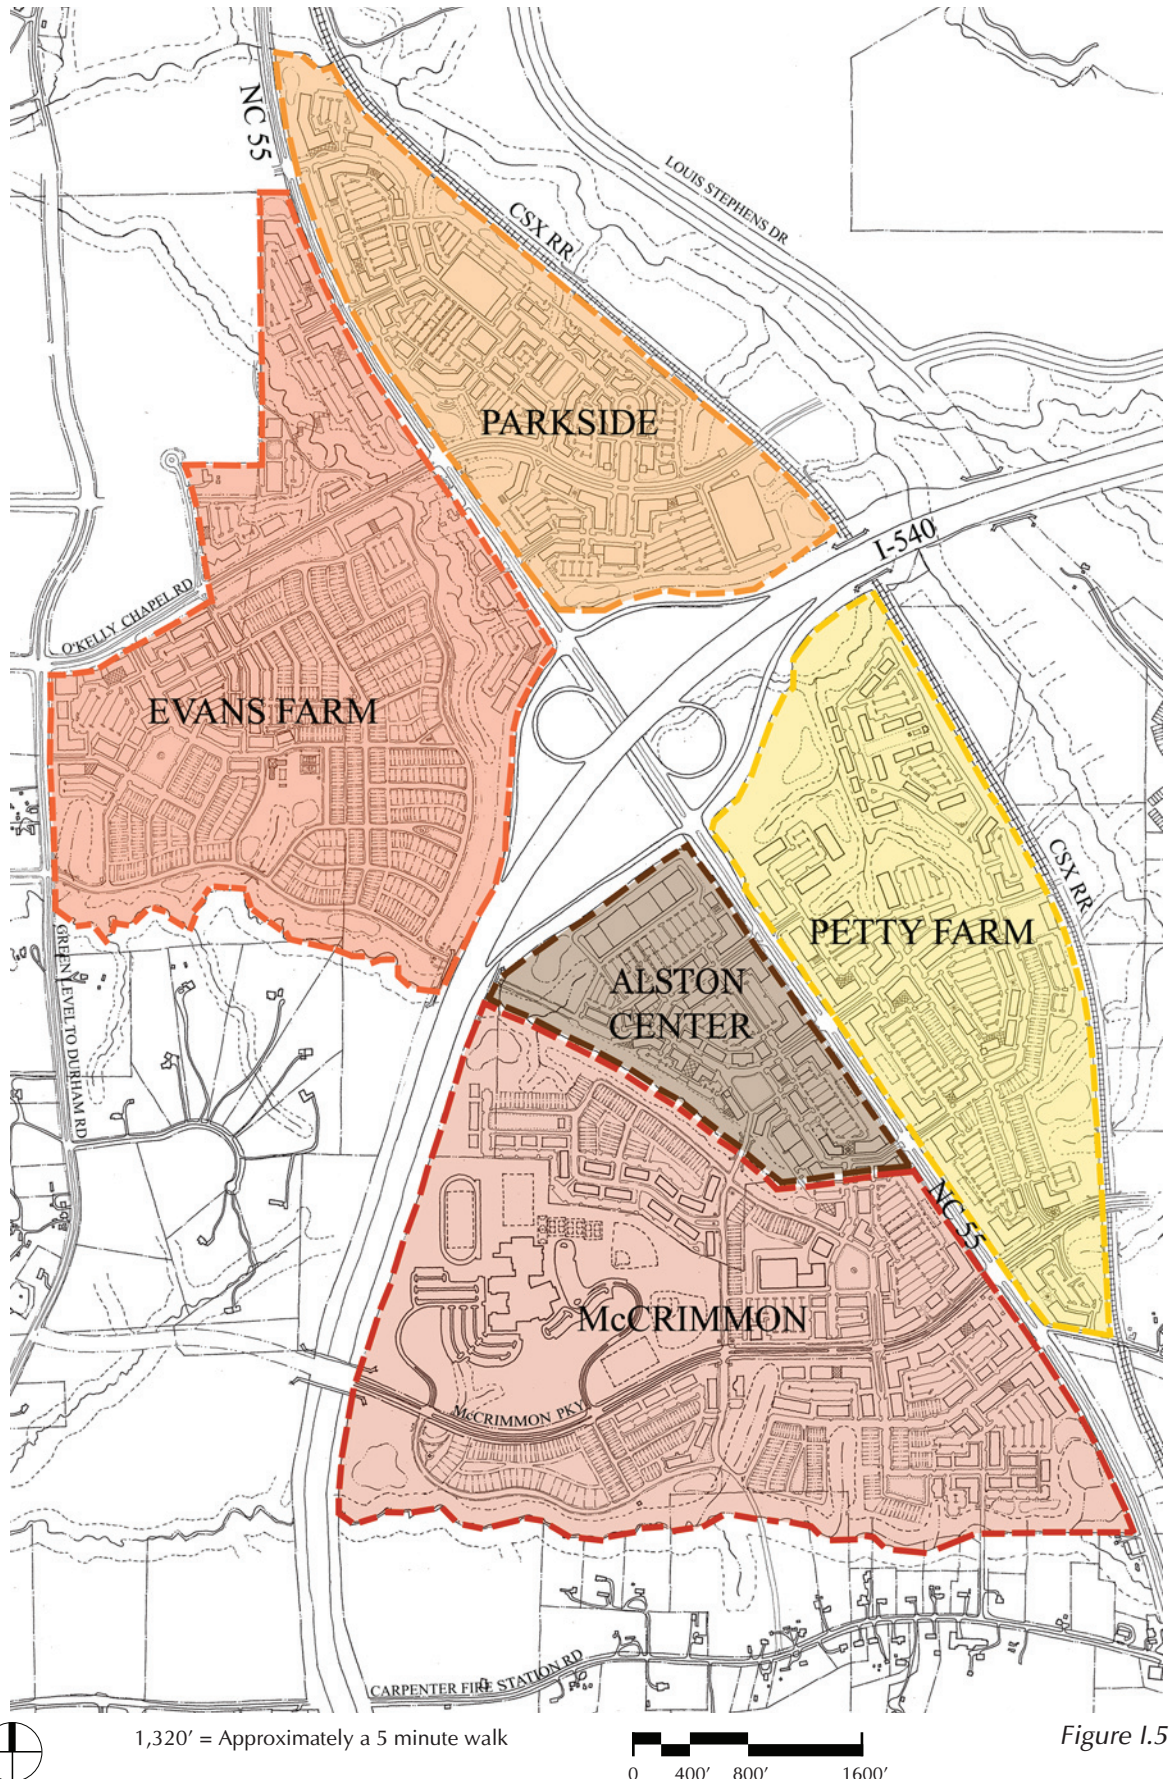 NC 55
LOUIS STEPHENS DR
CSX RR
PARKSIDE
I-540
O'KELLY CHAPEL RD
EVANS FARM
CSX RR
PETTY FARM
ALSTON
CENTER
GREEN LEVEL TO DURHAM RD
NC 55
McCRIMMON
McCRIMMON PKY
CARPENTER FIRE STATION RD
1,320' = Approximately a 5 minute walk
Figure I.5
0 400' 800' 1600'